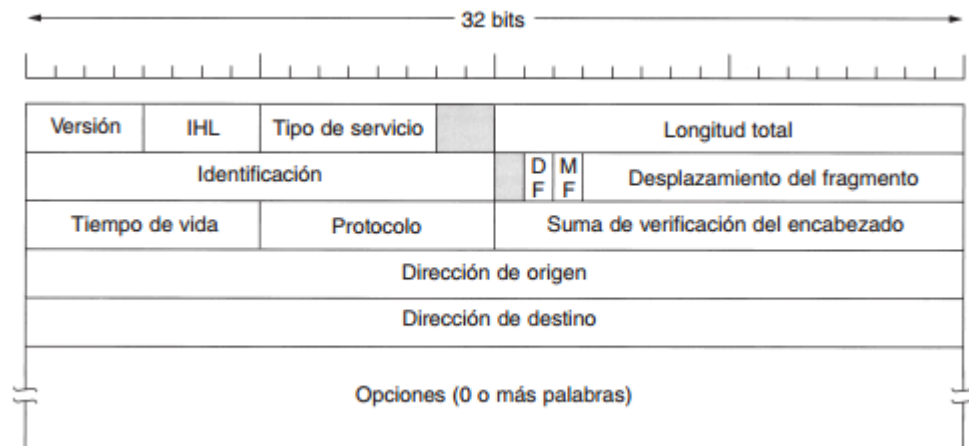 32 bits
Versión IHL Tipo de servicio Longitud total
Identificación D F M F Desplazamiento del fragmento
Tiempo de vida Protocolo Suma de verificación del encabezado
Dirección de origen
Dirección de destino
Opciones (0 o más palabras)